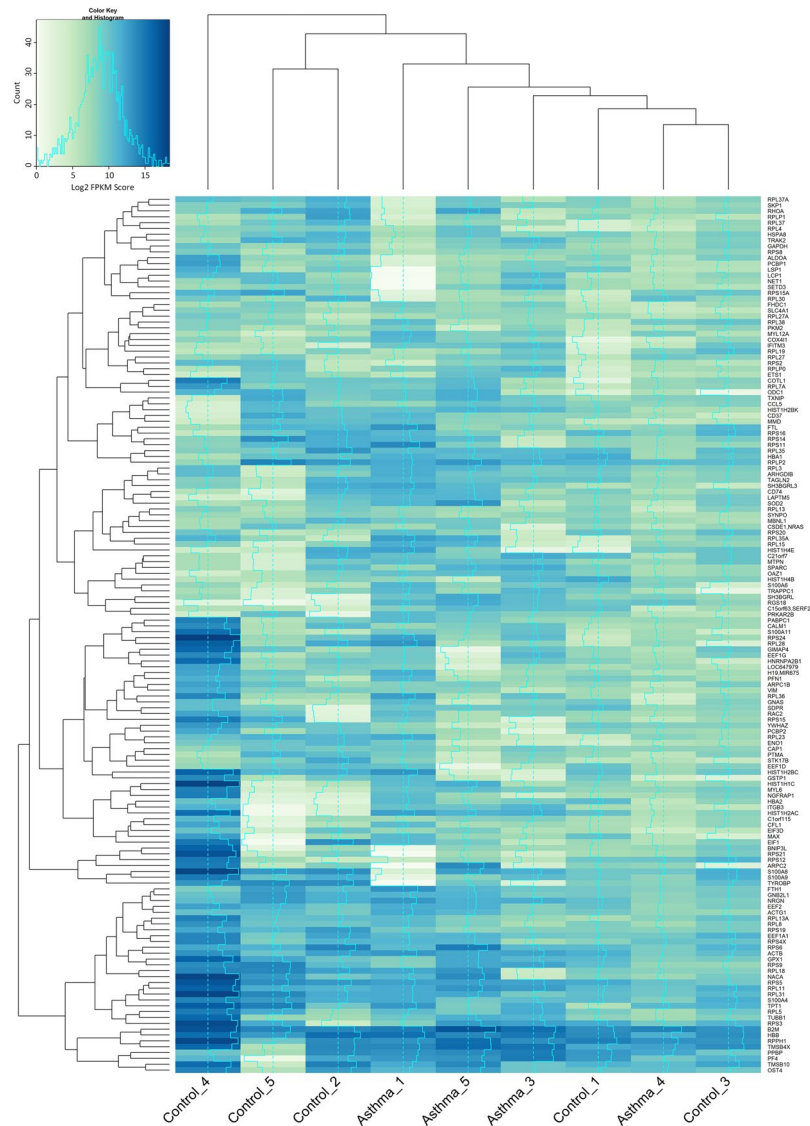 Color Key
and Histogram
Count
0
10
20
30
40
0
5
10
15
Log2 FPKM Score
RPL37A
SKP1
RHOA
RPLP1
RPL37
RPL4
HSPA8
TRAK2
GAPDH
RPS8
ALDOA
PCBP1
LSP1
LCP1
NET1
SETD3
RPS15A
RPL30
FHDC1
SLC4A1
RPL27A
RPL38
PKM2
MYL12A
COX4I1
IFITM3
RPL19
RPL27
RPS2
RPLP0
ETS1
COTL1
RPL7A
ODC1
TXNIP
CCL5
HIST1H2BK
CD37
MMD
FTL
RPS16
RPS14
RPS11
RPL35
HBA1
RPLP2
RPL3
ARHGDIB
TAGLN2
SH3BGRL3
CD74
LAPTM5
SOD2
RPL13
SYNPO
MBNL1
CSDE1,NRAS
RPS20
RPL35A
RPL15
HIST1H4E
C21orf7
MTPN
SPARC
OAZ1
HIST1H4B
S100A6
TRAPPC1
SH3BGRL
RGS18
C15orf63,SERF2
PRKAR2B
PABPC1
CALM1
S100A11
RPS24
RPL28
GIMAP4
EEF1G
HNRNPA2B1
LOC647979
H19,MIR675
PFN1
ARPC1B
VIM
RPL36
GNAS
SDPR
RAC2
RPS15
YWHAZ
PCBP2
RPL23
ENO1
CAP1
PTMA
STK17B
EEF1D
HIST1H2BC
GSTP1
HIST1H1C
MYL6
NGFRAP1
HBA2
ITGB3
HIST1H2AC
C1orf115
CFL1
EIF3D
MAX
EIF1
BNIP3L
RPS21
RPS12
ARPC2
S100A8
S100A9
TYROBP
FTH1
GNB2L1
NRGN
EEF2
ACTG1
RPL13A
RPL8
RPS19
EEF1A1
RPS4X
RPS6
ACTB
GPX1
RPS9
RPL18
NACA
RPS5
RPL11
RPL31
S100A4
TPT1
RPL5
TUBB1
RPS3
B2M
HBB
RPPH1
TMSB4X
PPBP
PF4
TMSB10
OST4
Control_4
Control_5
Control_2
Asthma_1
Asthma_5
Asthma_3
Control_1
Asthma_4
Control_3